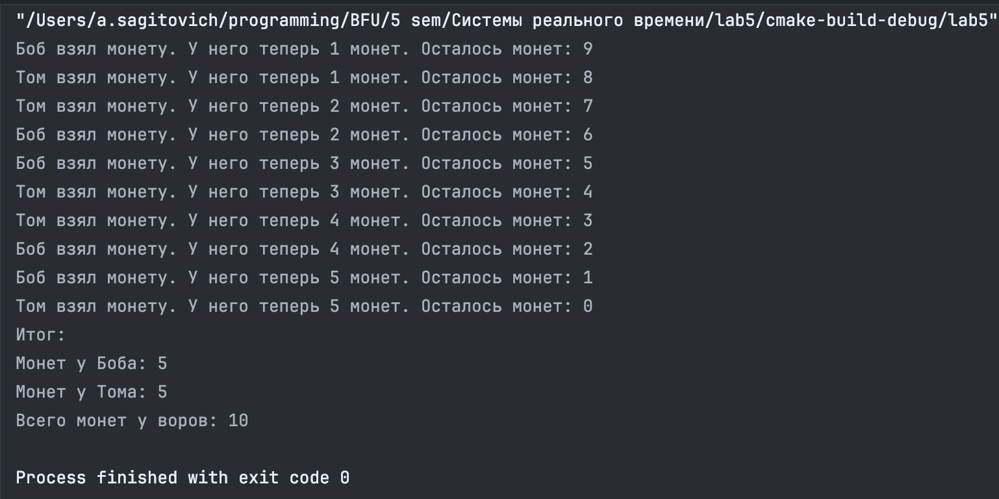 "/Users/a.sagitovich/programming/BFU/5 sem/Системы реального времени/lab5/cmake-build-debug/lab5"
Боб взял монету. У него теперь 1 монет. Осталось монет: 9
Том взял монету. У него теперь 1 монет. Осталось монет: 8
Том взял монету. У него теперь 2 монет. Осталось монет: 7
Боб взял монету. У него теперь 2 монет. Осталось монет: 6
Боб взял монету. У него теперь 3 монет. Осталось монет: 5
Том взял монету. У него теперь 3 монет. Осталось монет: 4
Том взял монету. У него теперь 4 монет. Осталось монет: 3
Боб взял монету. У него теперь 4 монет. Осталось монет: 2
Боб взял монету. У него теперь 5 монет. Осталось монет: 1
Том взял монету. У него теперь 5 монет. Осталось монет: 0
Итог:
Монет у Боба: 5
Монет у Тома: 5
Всего монет у воров: 10
Process finished with exit code 0